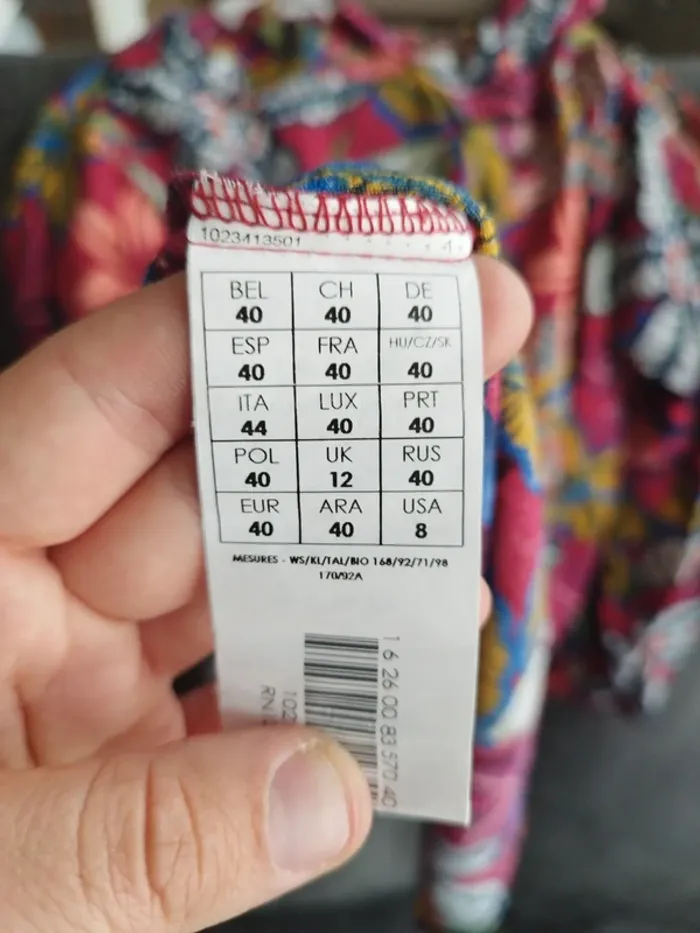 1023413501
BEL CH DE
40 40 40
ESP FRA HU/CZ/SK
40 40 40
ITA LUX PRT
44 40 40
POL UK RUS
40 12 40
EUR ARA USA
40 40 8
MESURES - WS/KL/TAL/BIO 168/92/71/98
170/92A
1 6 26 00 83 570 40
102
RN